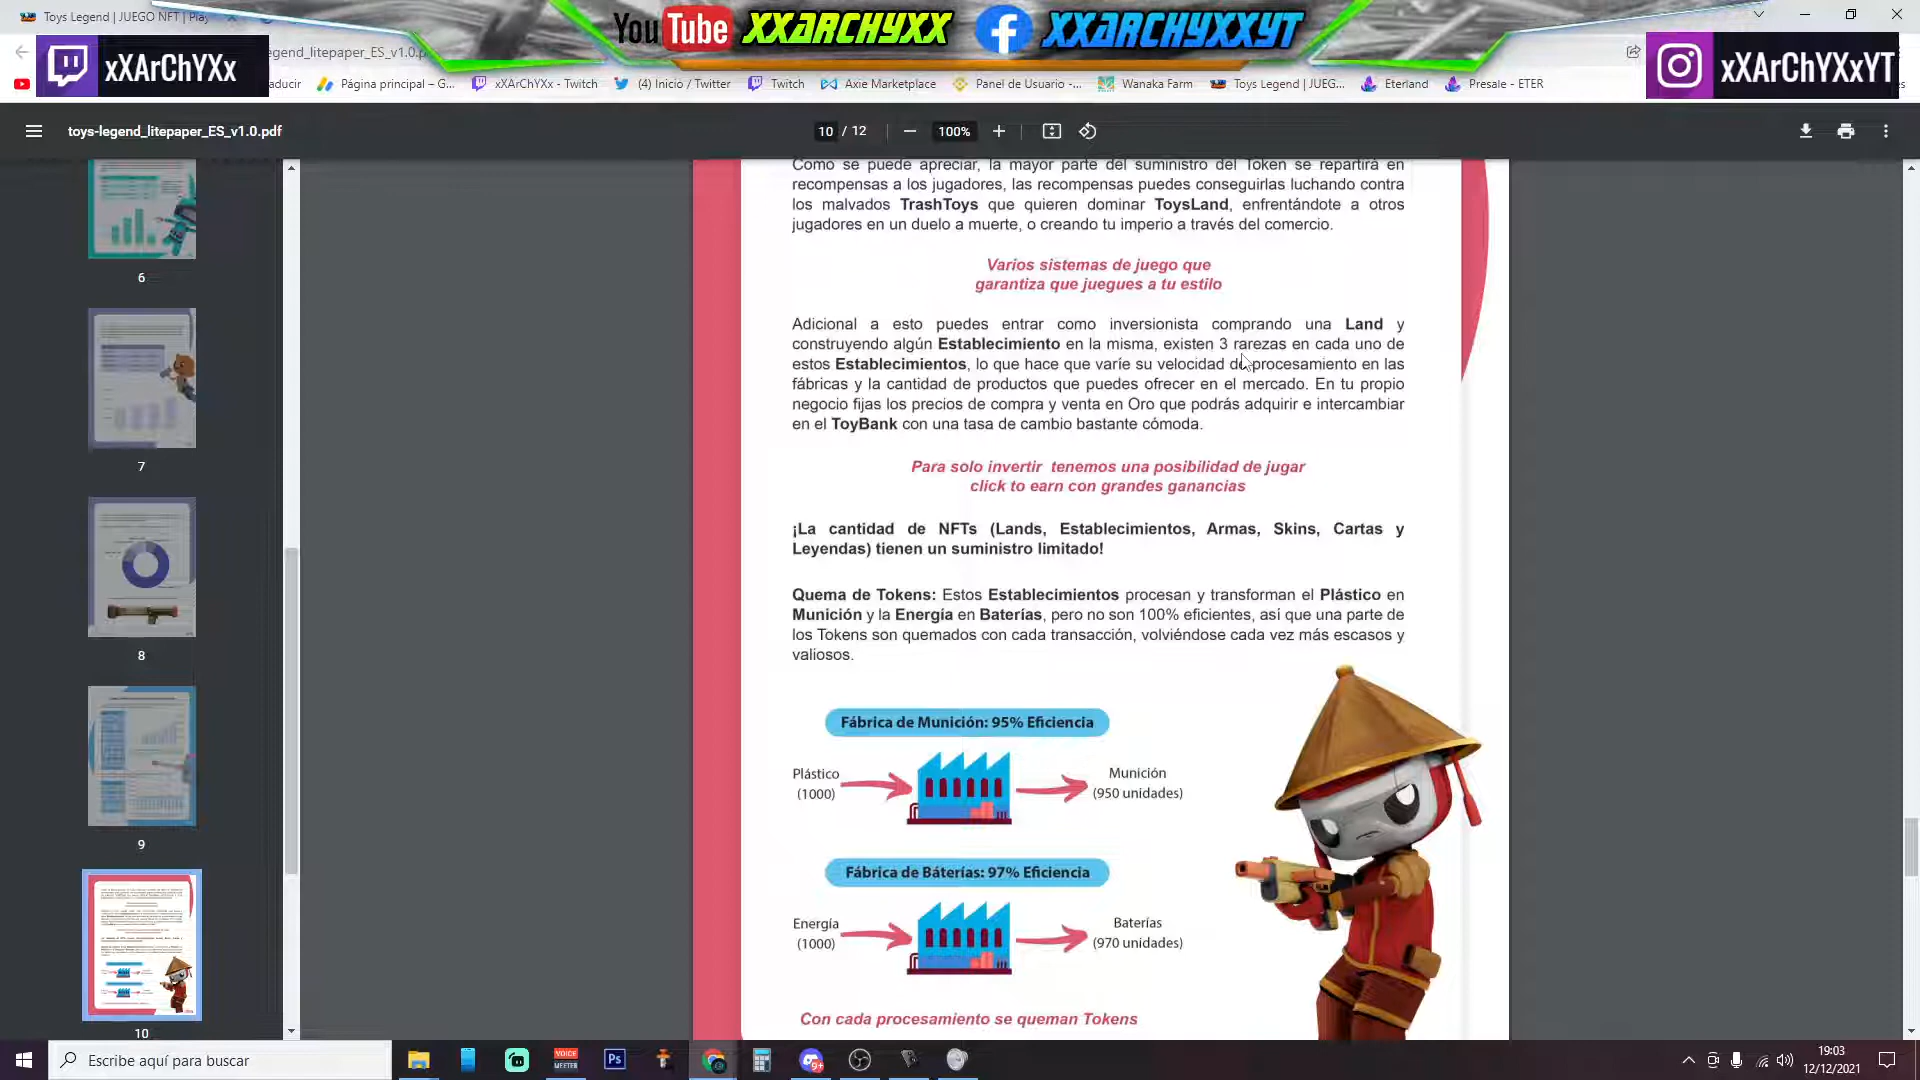 Toys Legend | JUEGO NFT | Pla
YouTube XXARCHYXX
XXARCHYXXYT
xXArChYXx
xXArChYXxYT
egend_litepaper_ES_v1.0.p
aducir
Página principal – G...
xXArChYXx - Twitch
(4) Inicio / Twitter
Twitch
Axie Marketplace
Panel de Usuario -...
Wanaka Farm
Toys Legend | JUEG...
Eterland
Presale - ETER
toys-legend_litepaper_ES_v1.0.pdf
10 / 12
100%
6
7
8
9
10
Como se puede apreciar, la mayor parte del suministro del Token se repartirá en
recompensas a los jugadores, las recompensas puedes conseguirlas luchando contra
los malvados TrashToys que quieren dominar ToysLand, enfrentándote a otros
jugadores en un duelo a muerte, o creando tu imperio a través del comercio.
Varios sistemas de juego que
garantiza que juegues a tu estilo
Adicional a esto puedes entrar como inversionista comprando una Land y
construyendo algún Establecimiento en la misma, existen 3 rarezas en cada uno de
estos Establecimientos, lo que hace que varíe su velocidad de procesamiento en las
fábricas y la cantidad de productos que puedes ofrecer en el mercado. En tu propio
negocio fijas los precios de compra y venta en Oro que podrás adquirir e intercambiar
en el ToyBank con una tasa de cambio bastante cómoda.
Para solo invertir tenemos una posibilidad de jugar
click to earn con grandes ganancias
¡La cantidad de NFTs (Lands, Establecimientos, Armas, Skins, Cartas y
Leyendas) tienen un suministro limitado!
Quema de Tokens: Estos Establecimientos procesan y transforman el Plástico en
Munición y la Energía en Baterías, pero no son 100% eficientes, así que una parte de
los Tokens son quemados con cada transacción, volviéndose cada vez más escasos y
valiosos.
Fábrica de Munición: 95% Eficiencia
Plástico
(1000)
Munición
(950 unidades)
Fábrica de Báterías: 97% Eficiencia
Energía
(1000)
Baterías
(970 unidades)
Con cada procesamiento se queman Tokens
Escribe aquí para buscar
VOICE
MEETER
Ps
9+
19:03
12/12/2021